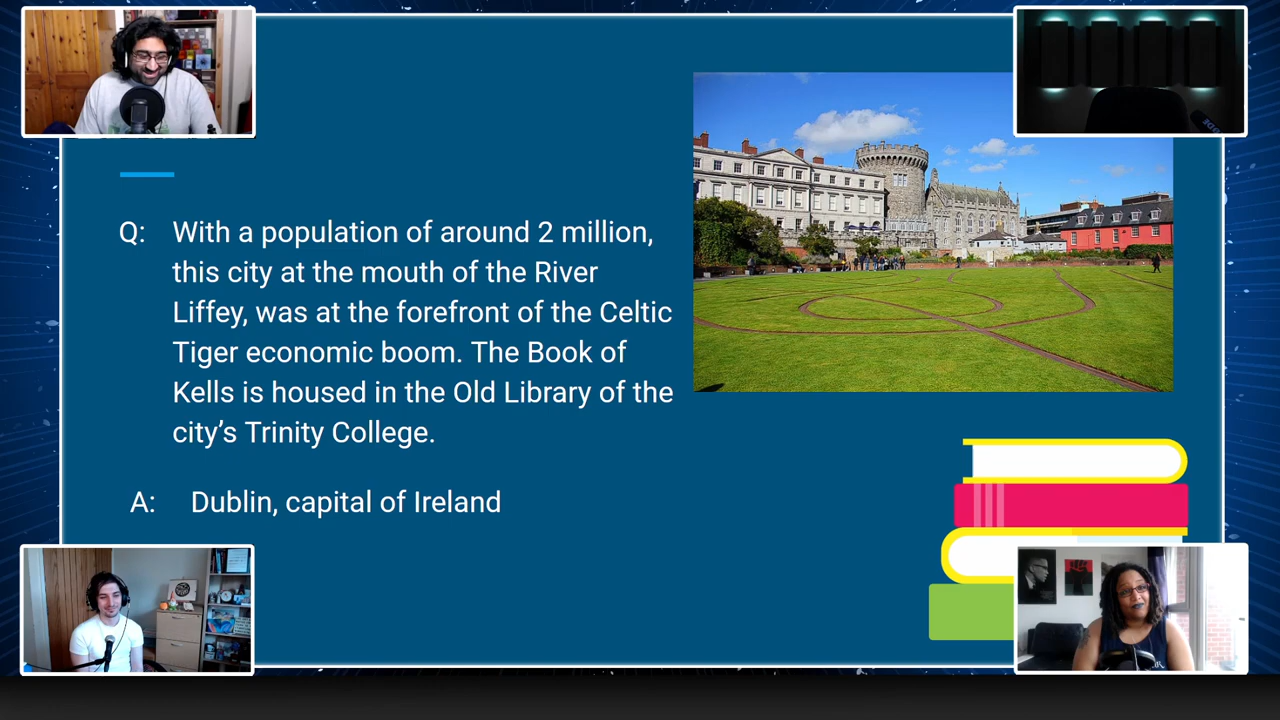 Q: With a population of around 2 million,
this city at the mouth of the River
Liffey, was at the forefront of the Celtic
Tiger economic boom. The Book of
Kells is housed in the Old Library of the
city’s Trinity College.
A: Dublin, capital of Ireland